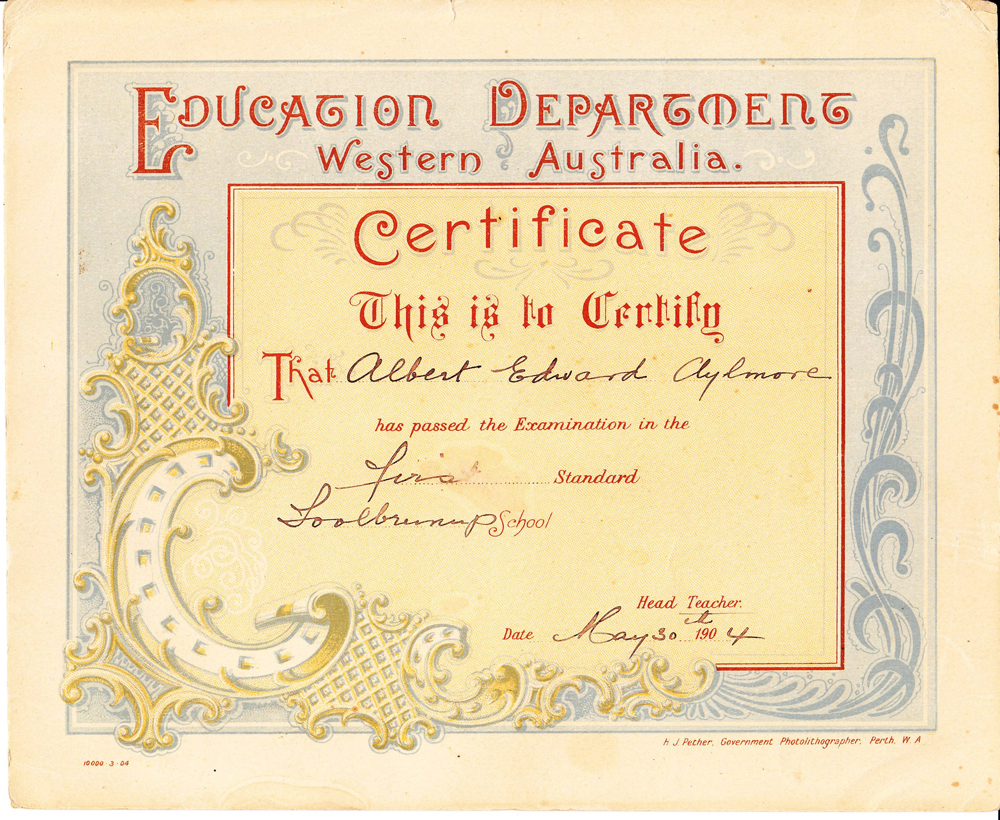 EDUCATION DEPARTMENT
Western Australia.
Certificate
This is to Certify
That Albert Edward Aylmore
has passed the Examination in the
Standard
Toolbrunup School
Head Teacher.
Date May 30th 1904
H J Pether, Government Photolithographer, Perth. W. A
10000·3·04